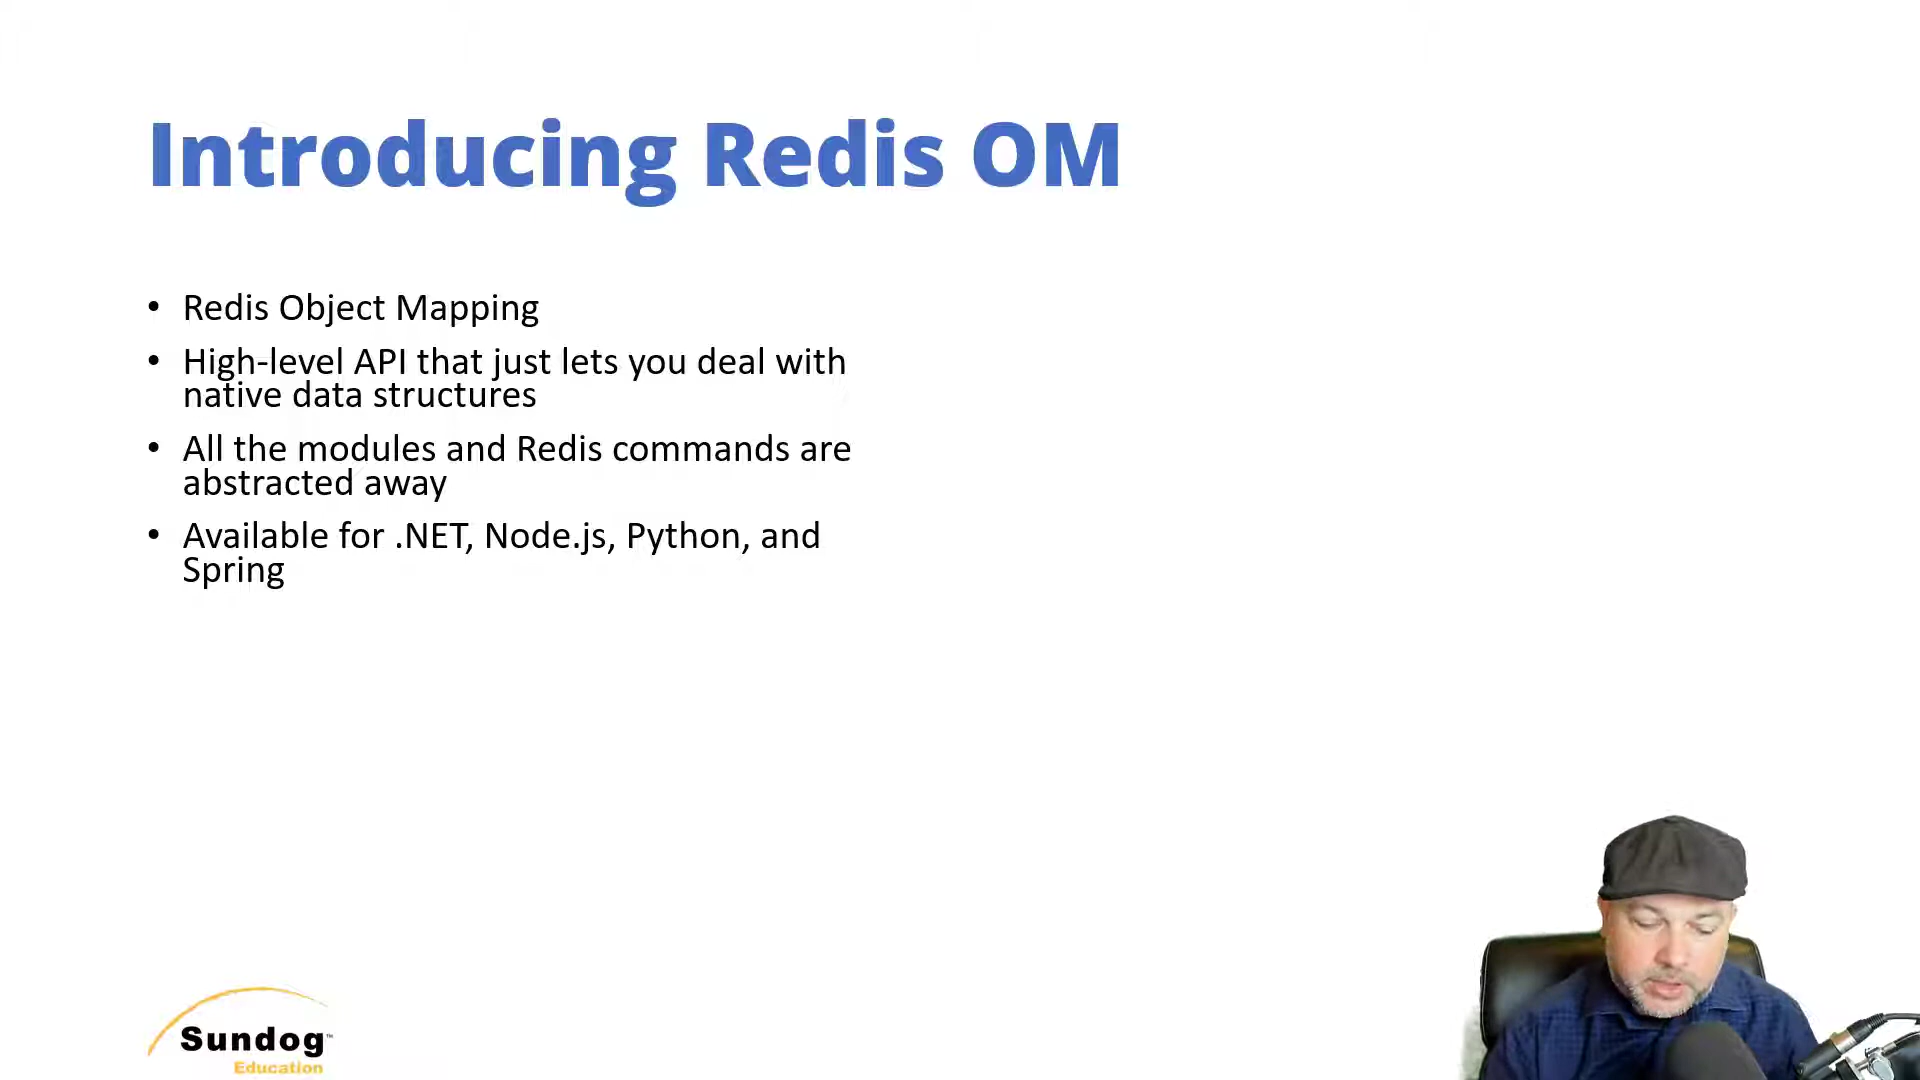 Introducing Redis OM
• Redis Object Mapping
• High-level API that just lets you deal with
native data structures
• All the modules and Redis commands are
abstracted away
• Available for .NET, Node.js, Python, and
Spring
Sundog™
Education